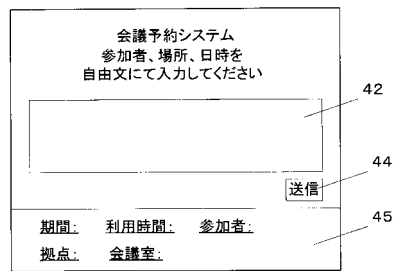 会議予約システム
参加者、場所、日時を
自由文にて入力してください
42
送信
44
期間: 利用時間: 参加者:
45
拠点: 会議室: